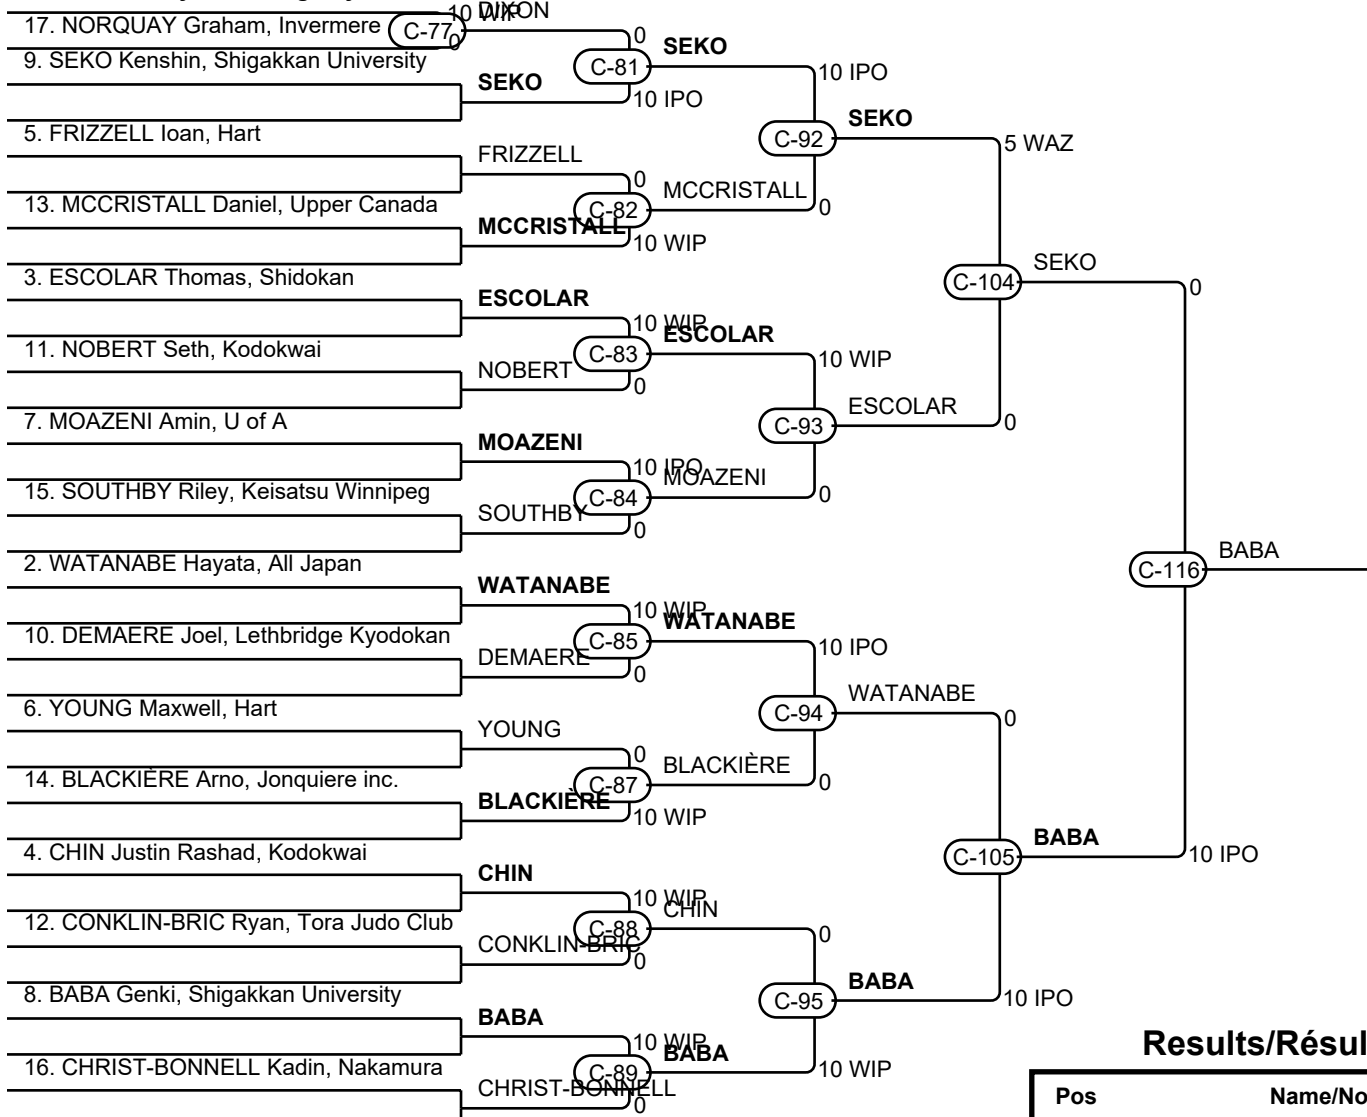 10 WIP
DIXON
17. NORQUAY Graham, Invermere
C-77
0
0
SEKO
9. SEKO Kenshin, Shigakkan University
C-81
10 IPO
SEKO
10 IPO
SEKO
5. FRIZZELL Ioan, Hart
C-92
5 WAZ
FRIZZELL
0
MCCRISTALL
13. MCCRISTALL Daniel, Upper Canada
C-82
0
MCCRISTALL
10 WIP
SEKO
3. ESCOLAR Thomas, Shidokan
C-104
0
ESCOLAR
10 WIP
ESCOLAR
11. NOBERT Seth, Kodokwai
C-83
10 WIP
NOBERT
0
ESCOLAR
7. MOAZENI Amin, U of A
C-93
0
MOAZENI
10 IPO
MOAZENI
15. SOUTHBY Riley, Keisatsu Winnipeg
C-84
0
SOUTHBY
0
BABA
2. WATANABE Hayata, All Japan
C-116
WATANABE
10 WIP
WATANABE
10. DEMAERE Joel, Lethbridge Kyodokan
C-85
10 IPO
DEMAERE
0
WATANABE
6. YOUNG Maxwell, Hart
C-94
0
YOUNG
0
BLACKIÈRE
14. BLACKIÈRE Arno, Jonquiere inc.
C-87
0
BLACKIÈRE
10 WIP
BABA
4. CHIN Justin Rashad, Kodokwai
C-105
10 IPO
CHIN
10 WIP
CHIN
12. CONKLIN-BRIC Ryan, Tora Judo Club
C-88
0
CONKLIN-BRIC
0
BABA
8. BABA Genki, Shigakkan University
C-95
10 IPO
BABA
10 WIP
BABA
Results/Résul
16. CHRIST-BONNELL Kadin, Nakamura
C-89
10 WIP
CHRIST-BONNELL
0
Pos
Name/No